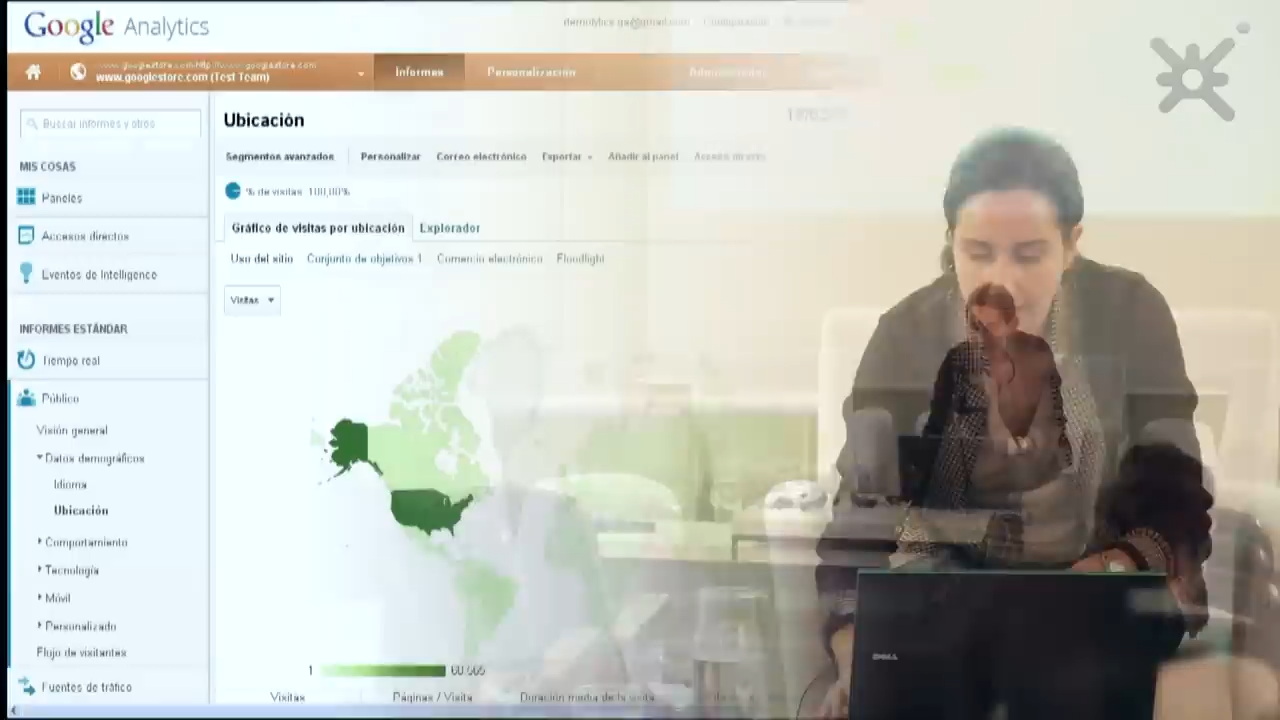 Google Analytics
www.googlestore.com (Test Team)
Informes
Personalización
Buscar informes y otros
Ubicación
MIS COSAS
Segmentos avanzados
Personalizar
Correo electrónico
Exportar
Añadir al panel
Acceso directo
Paneles
% de visitas 100,00%
Accesos directos
Gráfico de visitas por ubicación
Explorador
Uso del sitio
Conjunto de objetivos 1
Comercio electrónico
Floodlight
Eventos de Intelligence
Visitas
INFORMES ESTÁNDAR
Tiempo real
Público
Visión general
Datos demográficos
Idioma
Ubicación
Comportamiento
Tecnología
Móvil
Personalizado
Flujo de visitantes
1
Fuentes de tráfico
Visitas
Páginas / Visita
Duración media de la visita
DELL